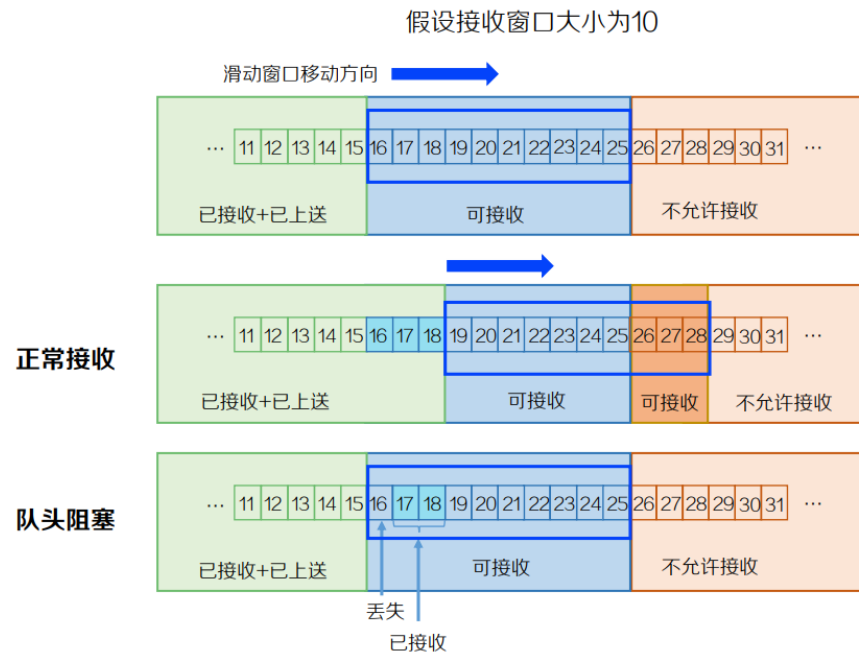 假设接收窗口大小为10
滑动窗口移动方向
… 11 12 13 14 15 16 17 18 19 20 21 22 23 24 25 26 27 28 29 30 31 …
已接收+已上送 可接收 不允许接收
正常接收
… 11 12 13 14 15 16 17 18 19 20 21 22 23 24 25 26 27 28 29 30 31 …
已接收+已上送 可接收 可接收 不允许接收
队头阻塞
… 11 12 13 14 15 16 17 18 19 20 21 22 23 24 25 26 27 28 29 30 31 …
已接收+已上送 可接收 不允许接收
丢失
已接收